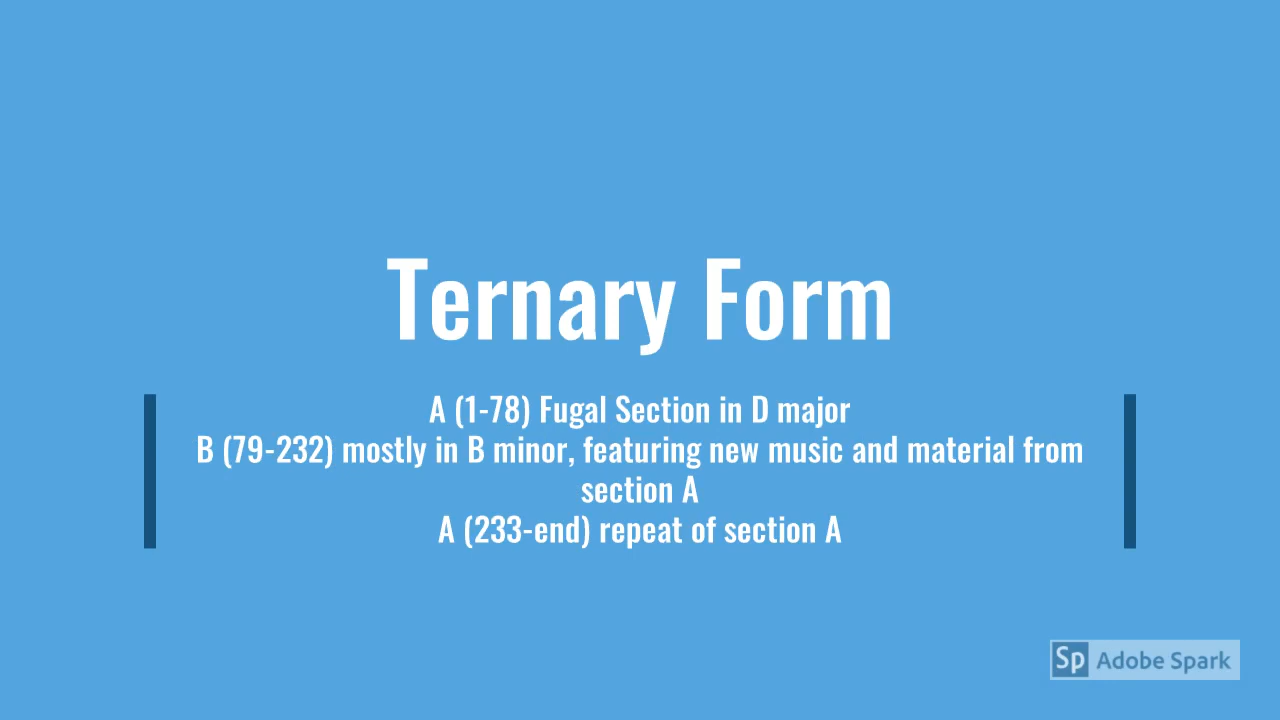 Ternary Form
A (1-78) Fugal Section in D major
B (79-232) mostly in B minor, featuring new music and material from
section A
A (233-end) repeat of section A
Sp Adobe Spark